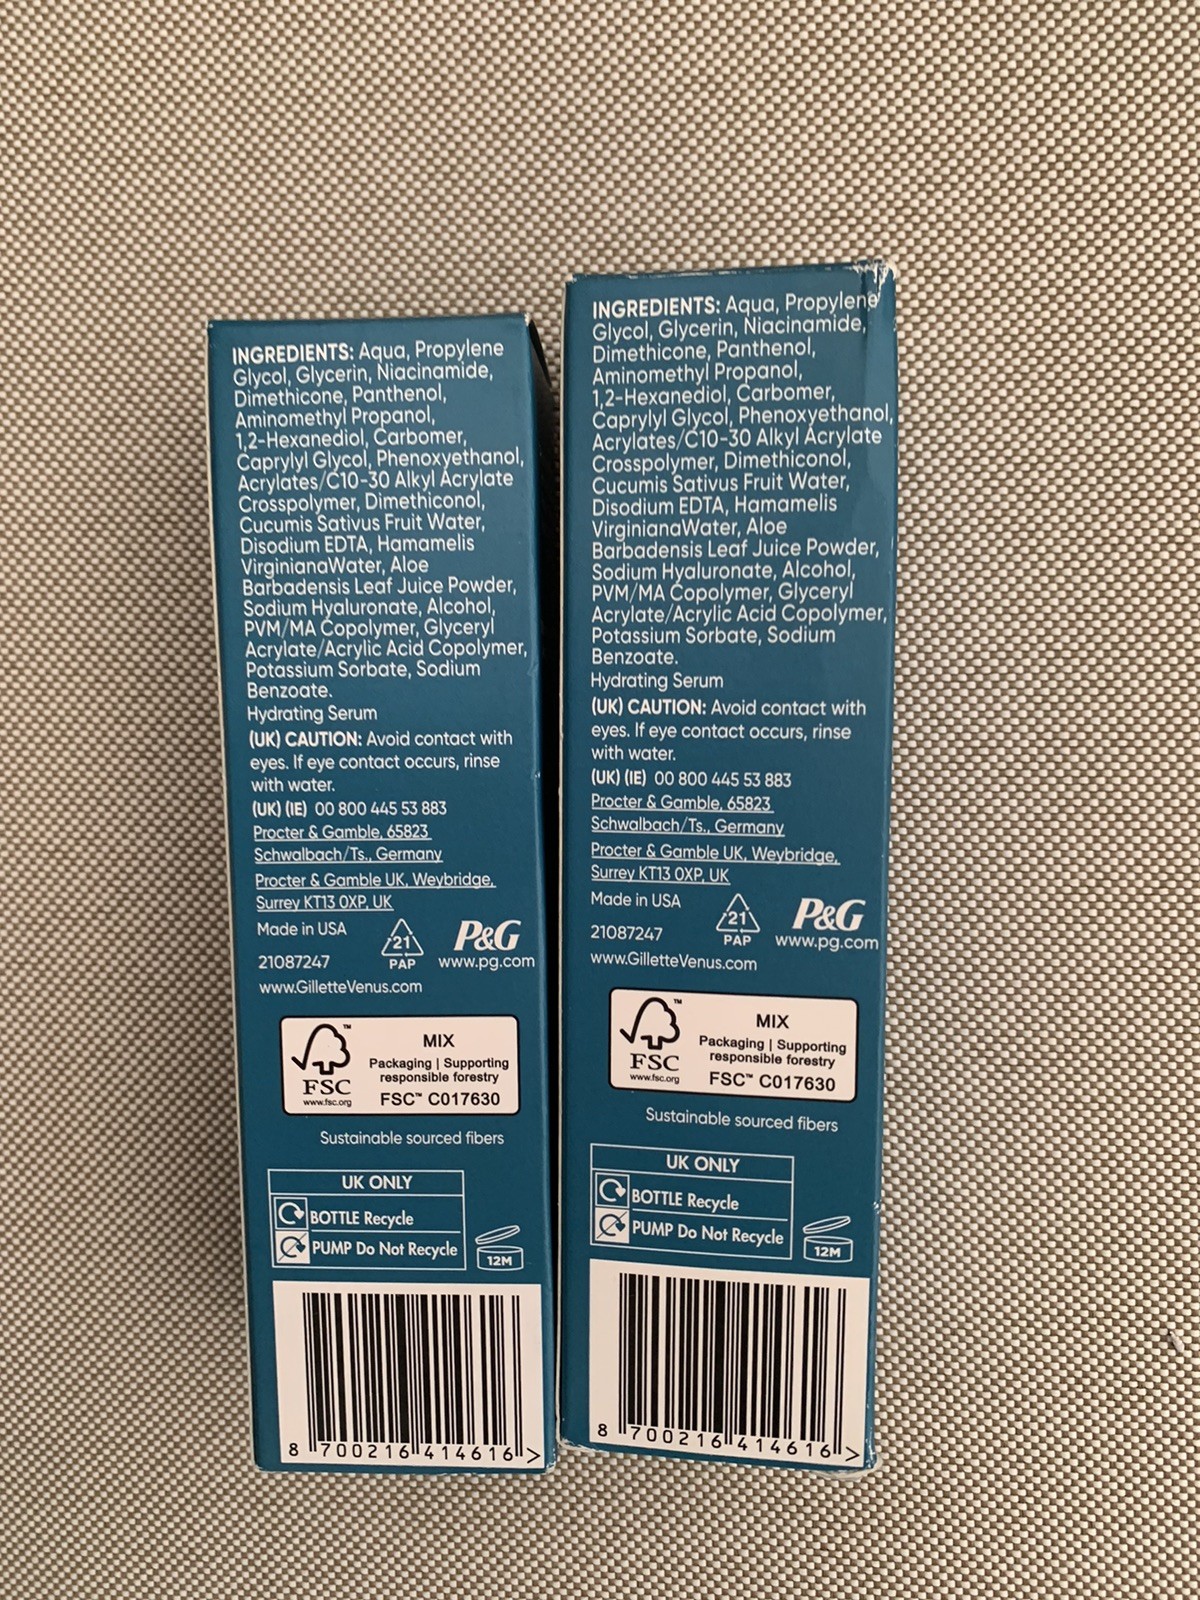 INGREDIENTS: Aqua, Propylene
Glycol, Glycerin, Niacinamide,
Dimethicone, Panthenol,
Aminomethyl Propanol,
1,2-Hexanediol, Carbomer,
Caprylyl Glycol, Phenoxyethanol,
Acrylates/C10-30 Alkyl Acrylate
Crosspolymer, Dimethiconol,
Cucumis Sativus Fruit Water,
Disodium EDTA, Hamamelis
VirginianaWater, Aloe
Barbadensis Leaf Juice Powder,
Sodium Hyaluronate, Alcohol,
PVM/MA Copolymer, Glyceryl
Acrylate/Acrylic Acid Copolymer,
Potassium Sorbate, Sodium
Benzoate.
Hydrating Serum
(UK) CAUTION: Avoid contact with
eyes. If eye contact occurs, rinse
with water.
(UK) (IE) 00 800 445 53 883
Procter & Gamble, 65823
Schwalbach/Ts., Germany
Procter & Gamble UK, Weybridge,
Surrey KT13 0XP, UK
Made in USA
21
PAP
P&G
21087247
www.pg.com
www.GilletteVenus.com
FSC
www.fsc.org
™
MIX
Packaging | Supporting
responsible forestry
FSC™ C017630
Sustainable sourced fibers
UK ONLY
BOTTLE Recycle
PUMP Do Not Recycle
12M
8 700216 414616 >
INGREDIENTS: Aqua, Propylene
Glycol, Glycerin, Niacinamide,
Dimethicone, Panthenol,
Aminomethyl Propanol,
1,2-Hexanediol, Carbomer,
Caprylyl Glycol, Phenoxyethanol,
Acrylates/C10-30 Alkyl Acrylate
Crosspolymer, Dimethiconol,
Cucumis Sativus Fruit Water,
Disodium EDTA, Hamamelis
VirginianaWater, Aloe
Barbadensis Leaf Juice Powder,
Sodium Hyaluronate, Alcohol,
PVM/MA Copolymer, Glyceryl
Acrylate/Acrylic Acid Copolymer,
Potassium Sorbate, Sodium
Benzoate.
Hydrating Serum
(UK) CAUTION: Avoid contact with
eyes. If eye contact occurs, rinse
with water.
(UK) (IE) 00 800 445 53 883
Procter & Gamble, 65823
Schwalbach/Ts., Germany
Procter & Gamble UK, Weybridge,
Surrey KT13 0XP, UK
Made in USA
21
PAP
P&G
21087247
www.pg.com
www.GilletteVenus.com
FSC
www.fsc.org
™
MIX
Packaging | Supporting
responsible forestry
FSC™ C017630
Sustainable sourced fibers
UK ONLY
BOTTLE Recycle
PUMP Do Not Recycle
12M
8 700216 414616 >